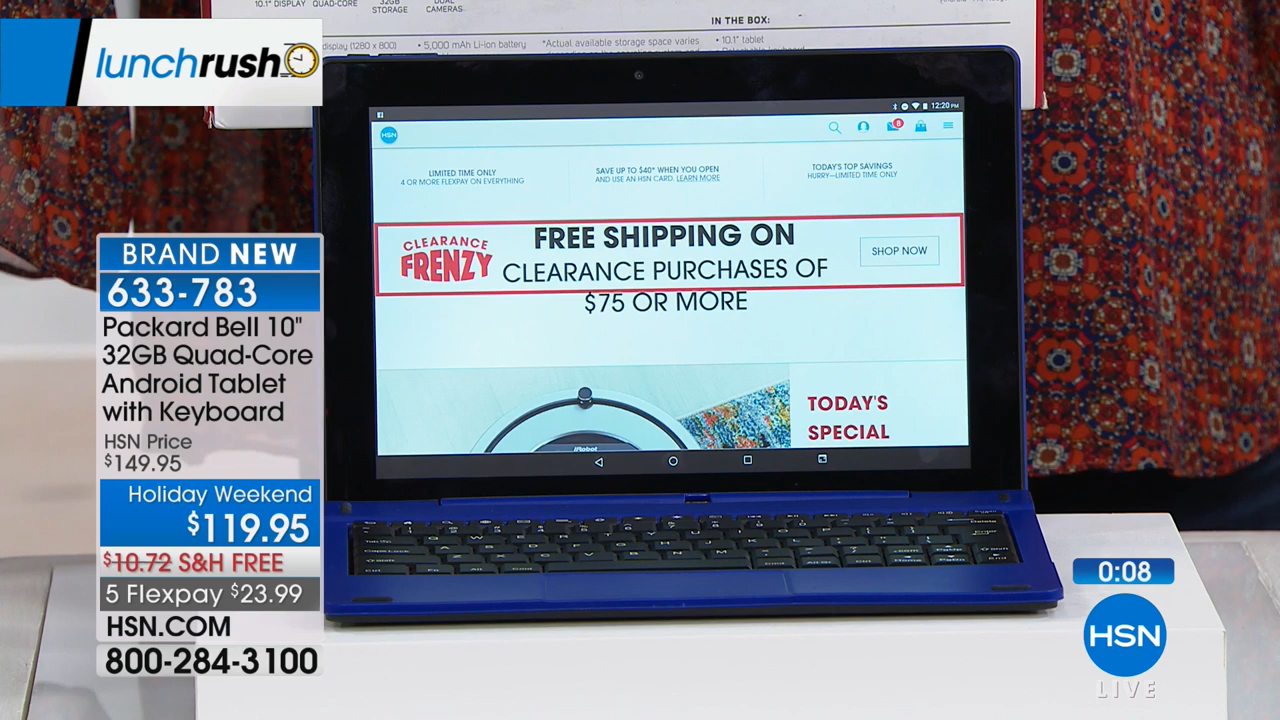 10.1" DISPLAY QUAD-CORE 32GB STORAGE DUAL CAMERAS
IN THE BOX:
display (1280 x 800) • 5,000 mAh Li-ion battery *Actual available storage space varies • 10.1" tablet
lunchrush
12:20 PM
HSN
8
LIMITED TIME ONLY
4 OR MORE FLEXPAY ON EVERYTHING
SAVE UP TO $40* WHEN YOU OPEN
AND USE AN HSN CARD. LEARN MORE
TODAY'S TOP SAVINGS
HURRY—LIMITED TIME ONLY
CLEARANCE
FRENZY
FREE SHIPPING ON
CLEARANCE PURCHASES OF
$75 OR MORE
SHOP NOW
iRobot
TODAY'S
SPECIAL
BRAND NEW
633-783
Packard Bell 10"
32GB Quad-Core
Android Tablet
with Keyboard
HSN Price
$149.95
Holiday Weekend
$119.95
$10.72 S&H FREE
5 Flexpay $23.99
HSN.COM
800-284-3100
0:08
HSN
LIVE